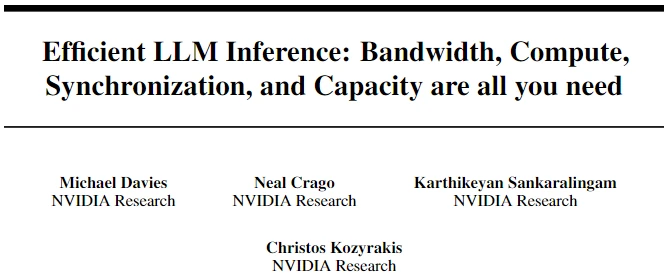 Efficient LLM Inference: Bandwidth, Compute,
Synchronization, and Capacity are all you need
Michael Davies Neal Crago Karthikeyan Sankaralingam
NVIDIA Research NVIDIA Research NVIDIA Research
Christos Kozyrakis
NVIDIA Research